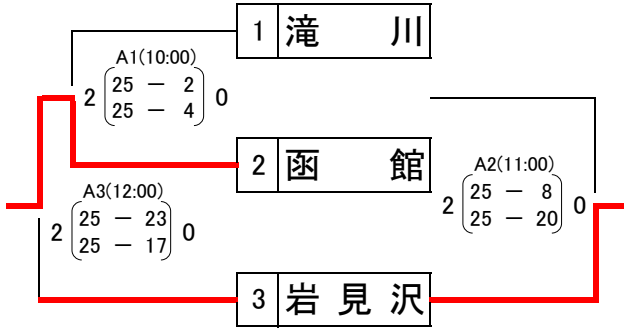 1 滝 川
A1(10:00)
2 25 － 2 0
25 － 4
2 函 館
A2(11:00)
2 25 － 8 0
25 － 20
A3(12:00)
2 25 － 23 0
25 － 17
3 岩 見 沢